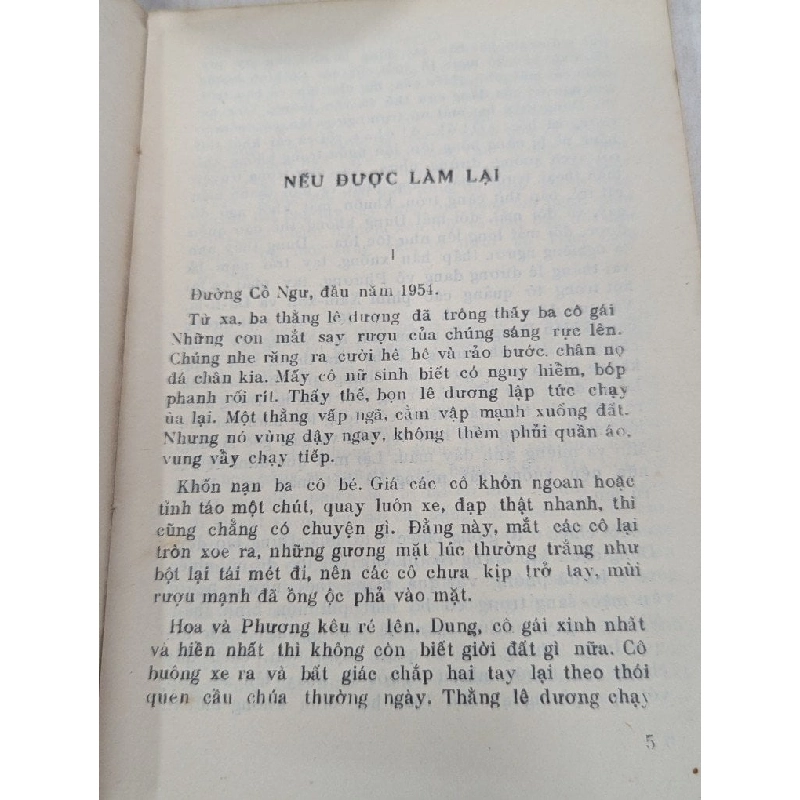 NẾU ĐƯỢC LÀM LẠI
I
Đường Cổ Ngư, đầu năm 1954.
Từ xa, ba thằng lê dương đã trông thấy ba cô gái
Những con mắt say rượu của chúng sáng rực lên.
Chúng nhe răng ra cười hê hê và rảo bước, chân nọ
đá chân kia. Mấy cô nữ sinh biết có nguy hiểm, bóp
phanh rối rít. Thấy thế, bọn lê dương lập tức chạy
ùa lại. Một thằng vấp ngã, cằm vập mạnh xuống đất.
Nhưng nó vùng dậy ngay, không thèm phủi quần áo,
vung vẩy chạy tiếp.
Khốn nạn ba cô bé. Giá các cô khôn ngoan hoặc
tỉnh táo một chút, quay luôn xe, đạp thật nhanh, thì
cũng chẳng có chuyện gì. Đằng này, mắt các cô lại
tròn xoe ra, những gương mặt lúc thường trắng như
bột lại tái mét đi, nên các cô chưa kịp trở tay, mùi
rượu mạnh đã ồng ộc phả vào mặt.
Hoa và Phương kêu ré lên. Dung, cô gái xinh nhất
và hiền nhất thì không còn biết giời đất gì nữa. Cô
buông xe ra và bất giác chắp hai tay lại theo thói
quen cầu chúa thường ngày. Thằng lê dương chạy
5